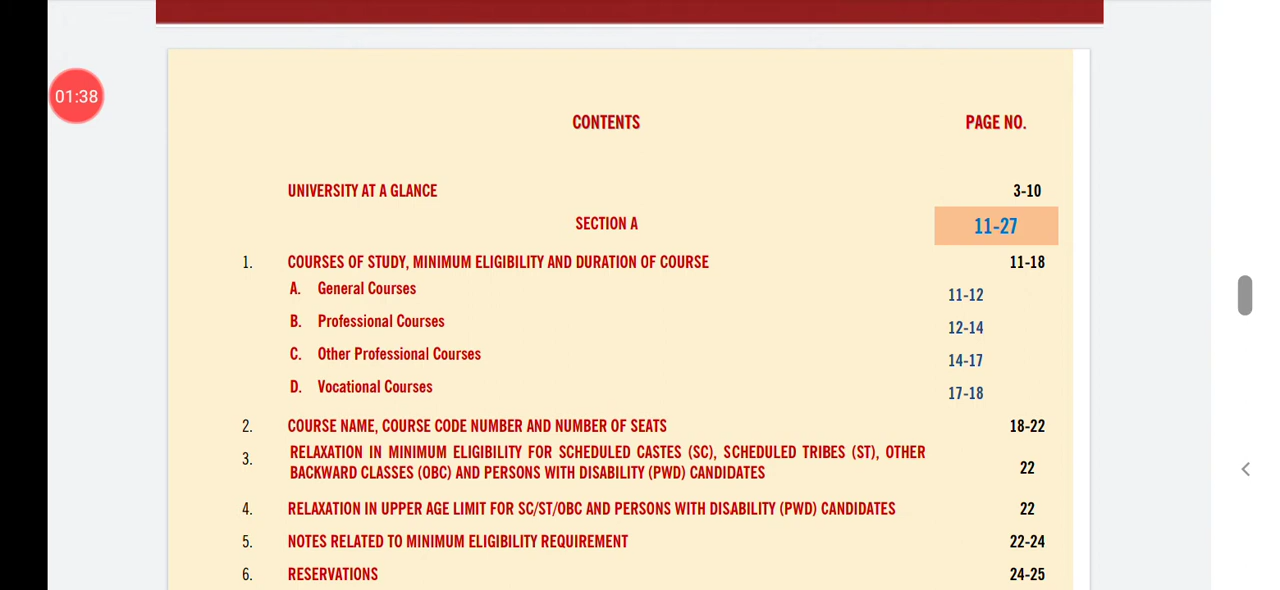 01:38
CONTENTS PAGE NO.
UNIVERSITY AT A GLANCE 3-10
SECTION A 11-27
1. COURSES OF STUDY, MINIMUM ELIGIBILITY AND DURATION OF COURSE 11-18
A. General Courses 11-12
B. Professional Courses 12-14
C. Other Professional Courses 14-17
D. Vocational Courses 17-18
2. COURSE NAME, COURSE CODE NUMBER AND NUMBER OF SEATS 18-22
3. RELAXATION IN MINIMUM ELIGIBILITY FOR SCHEDULED CASTES (SC), SCHEDULED TRIBES (ST), OTHER
BACKWARD CLASSES (OBC) AND PERSONS WITH DISABILITY (PWD) CANDIDATES 22
4. RELAXATION IN UPPER AGE LIMIT FOR SC/ST/OBC AND PERSONS WITH DISABILITY (PWD) CANDIDATES 22
5. NOTES RELATED TO MINIMUM ELIGIBILITY REQUIREMENT 22-24
6. RESERVATIONS 24-25